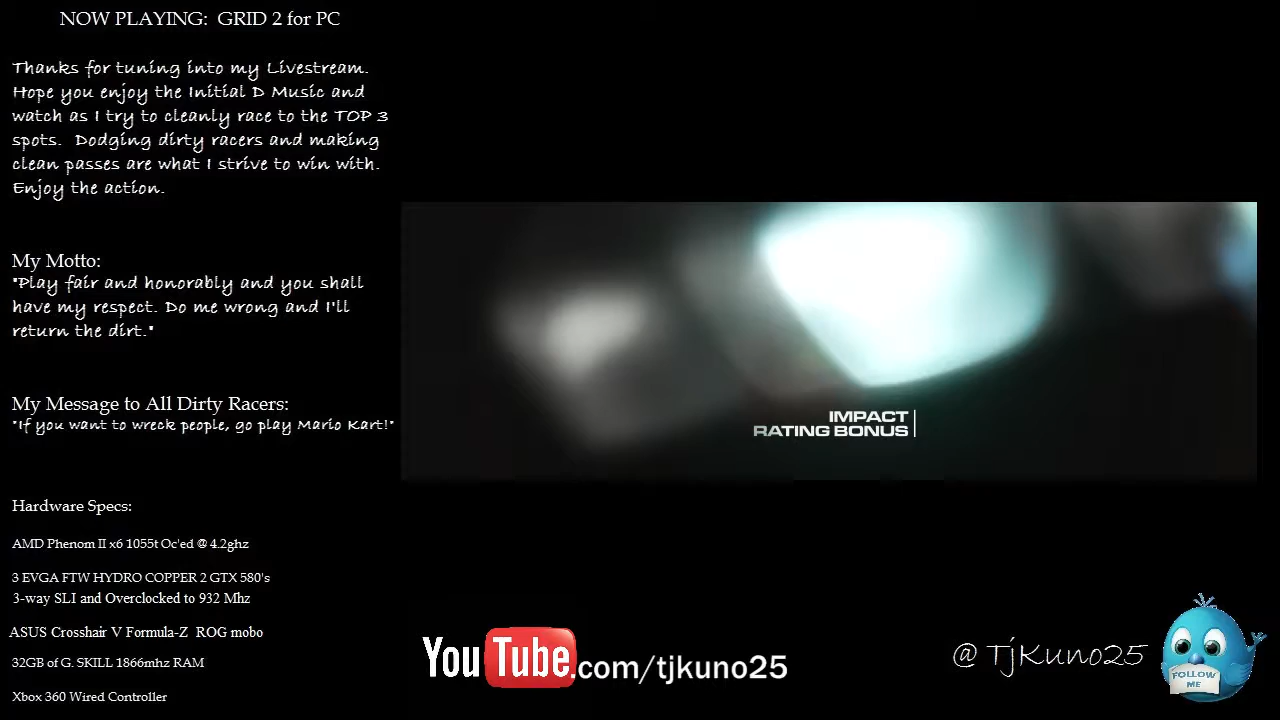 NOW PLAYING: GRID 2 for PC
Thanks for tuning into my Livestream.
Hope you enjoy the Initial D Music and
watch as I try to cleanly race to the TOP 3
spots. Dodging dirty racers and making
clean passes are what I strive to win with.
Enjoy the action.
My Motto:
"Play fair and honorably and you shall
have my respect. Do me wrong and I'll
return the dirt."
My Message to All Dirty Racers:
"If you want to wreck people, go play Mario Kart!"
Hardware Specs:
AMD Phenom II x6 1055t Oc'ed @ 4.2ghz
3 EVGA FTW HYDRO COPPER 2 GTX 580's
3-way SLI and Overclocked to 932 Mhz
ASUS Crosshair V Formula-Z ROG mobo
32GB of G. SKILL 1866mhz RAM
Xbox 360 Wired Controller
IMPACT
RATING BONUS
YouTube.com/tjkuno25
@ TjKuno25
FOLLOW
ME